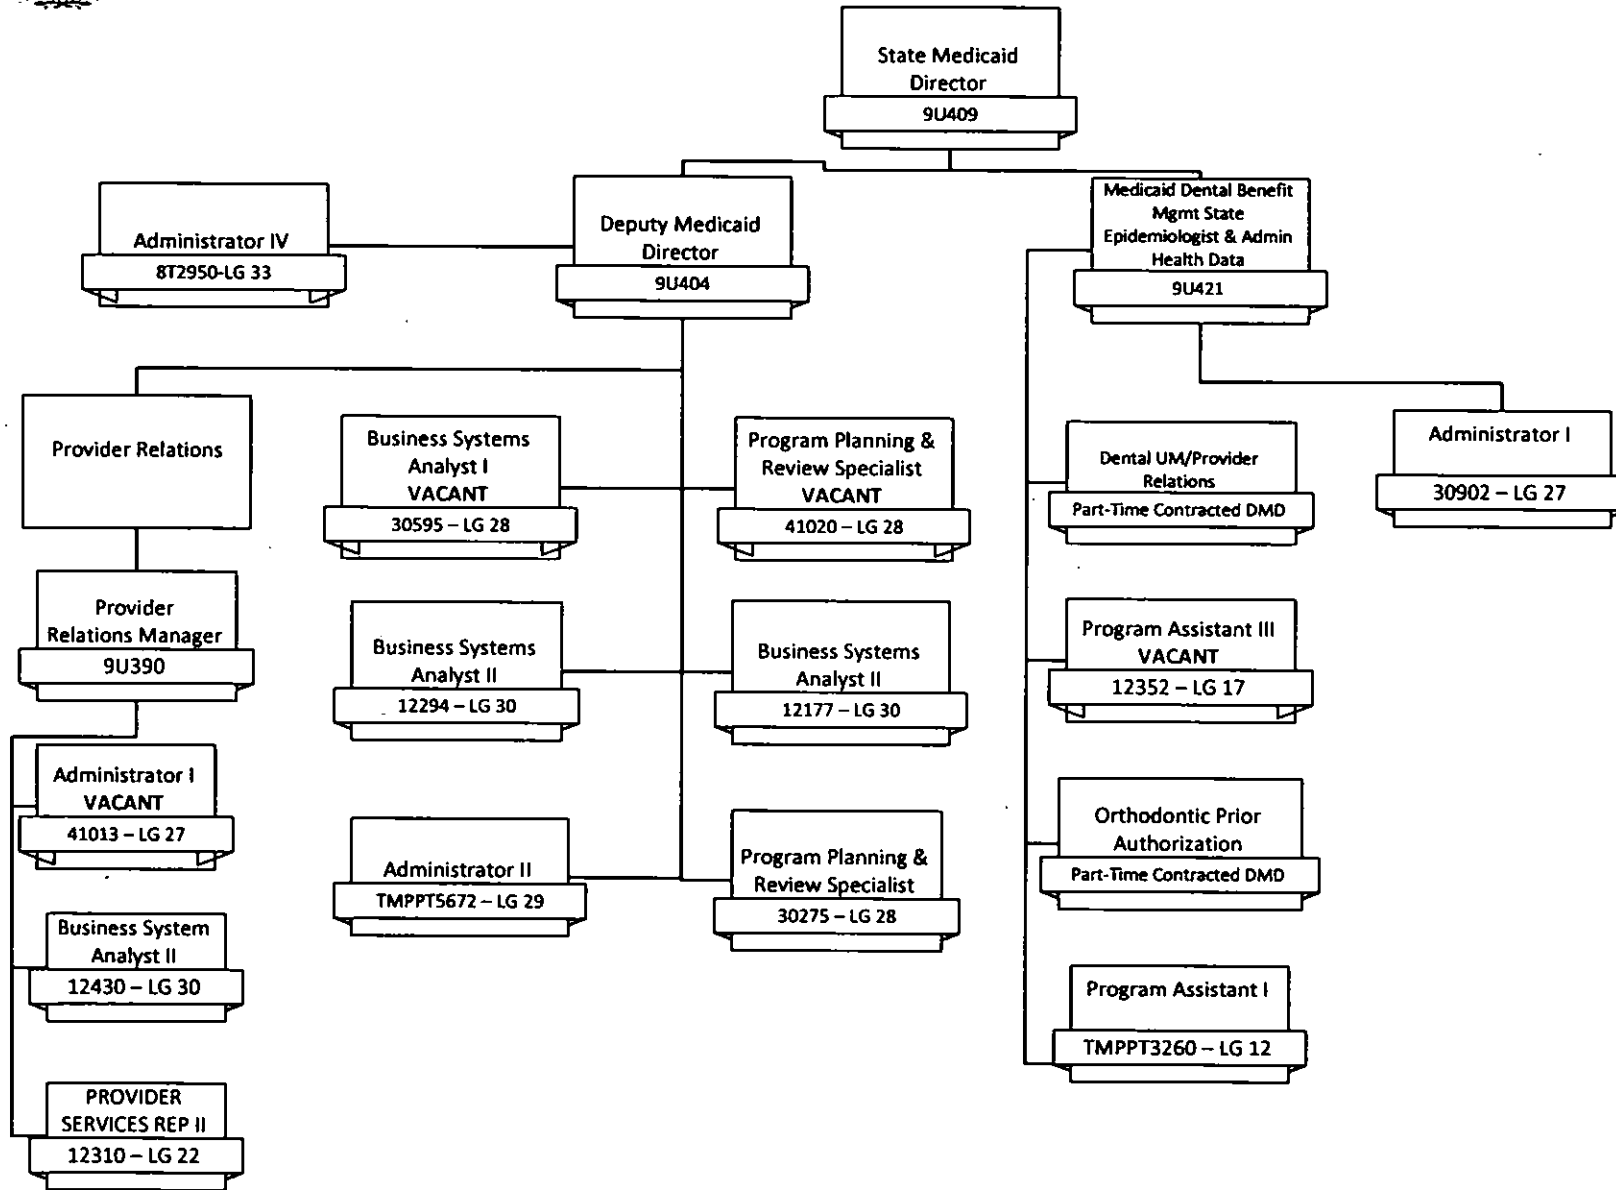 State Medicaid
Director
9U409
Administrator IV
8T2950-LG 33
Deputy Medicaid
Director
9U404
Medicaid Dental Benefit
Mgmt State
Epidemiologist & Admin
Health Data
9U421
Provider Relations
Business Systems
Analyst I
VACANT
30595 – LG 28
Program Planning &
Review Specialist
VACANT
41020 – LG 28
Dental UM/Provider
Relations
Part-Time Contracted DMD
Administrator I
30902 – LG 27
Provider
Relations Manager
9U390
Business Systems
Analyst II
12294 – LG 30
Business Systems
Analyst II
12177 – LG 30
Program Assistant III
VACANT
12352 – LG 17
Administrator I
VACANT
41013 – LG 27
Administrator II
TMPPT5672 – LG 29
Program Planning &
Review Specialist
30275 – LG 28
Orthodontic Prior
Authorization
Part-Time Contracted DMD
Business System
Analyst II
12430 – LG 30
Program Assistant I
TMPPT3260 – LG 12
PROVIDER
SERVICES REP II
12310 – LG 22